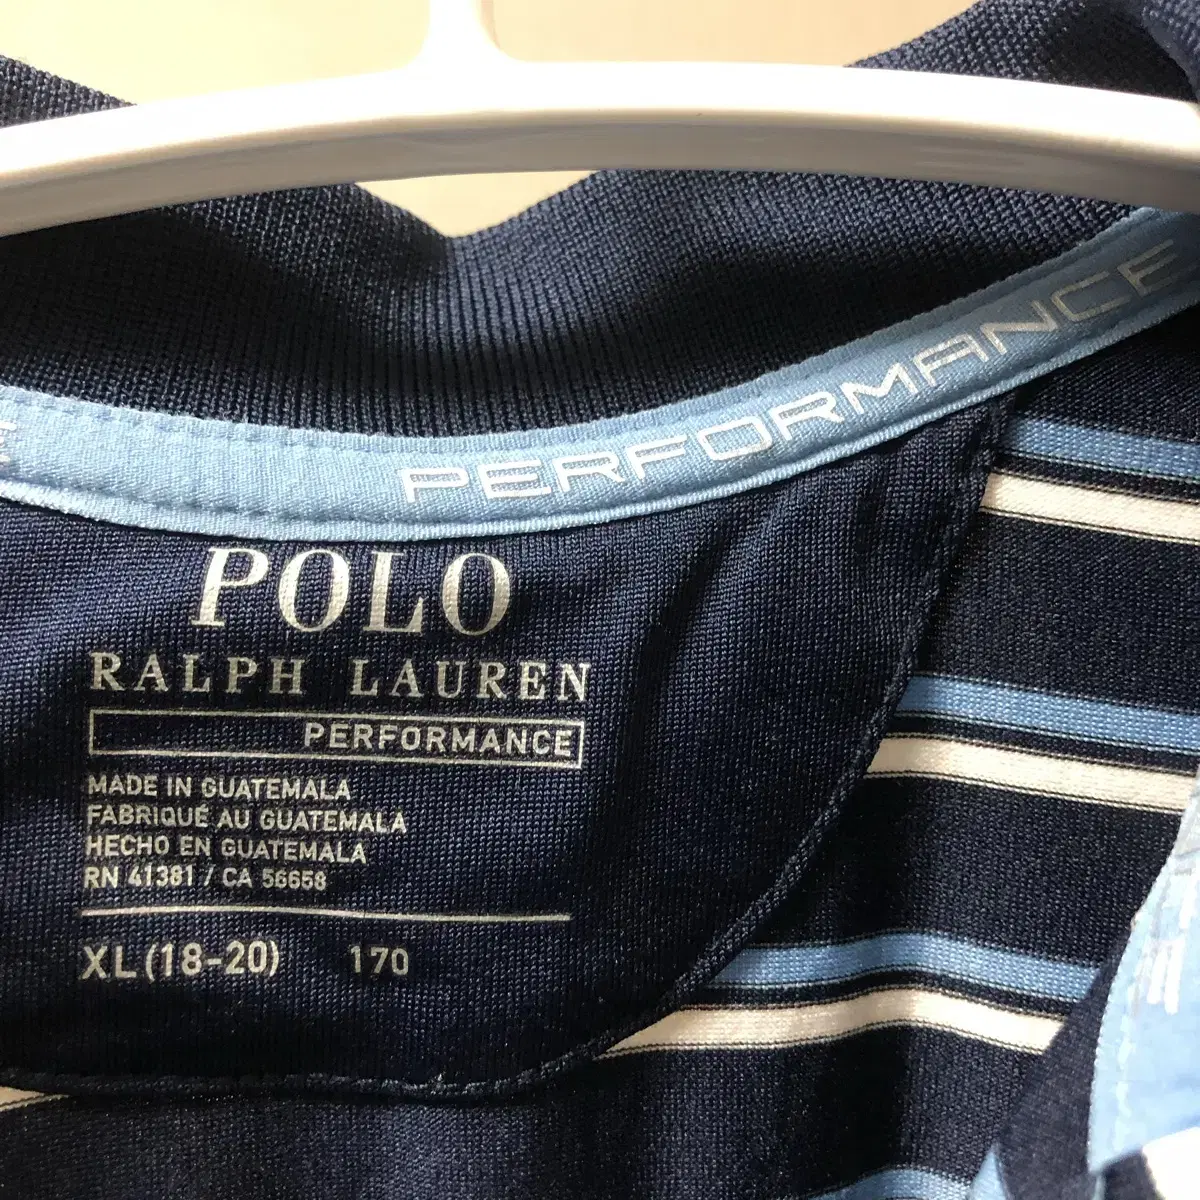 PERFORMANCE
POLO
RALPH LAUREN
PERFORMANCE
MADE IN GUATEMALA
FABRIQUÉ AU GUATEMALA
HECHO EN GUATEMALA
RN 41381 / CA 56658
XL (18-20) 170